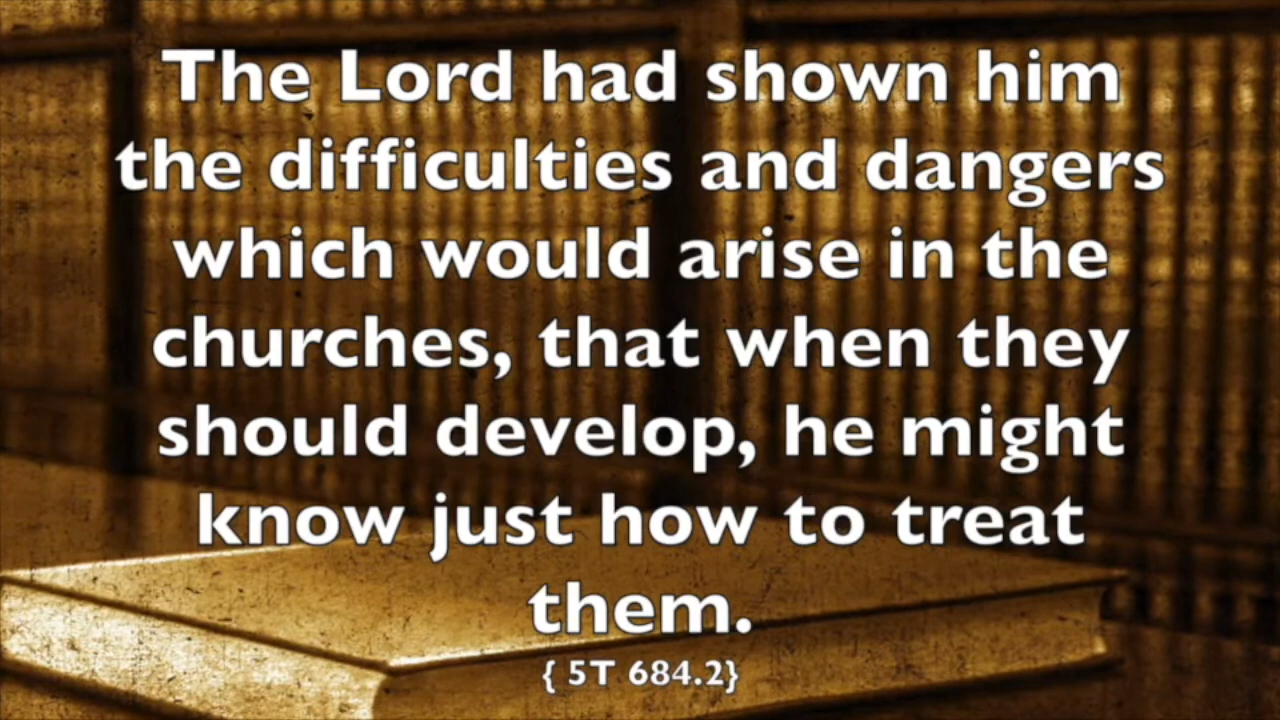 The Lord had shown him
the difficulties and dangers
which would arise in the
churches, that when they
should develop, he might
know just how to treat
them.
{ 5T 684.2}